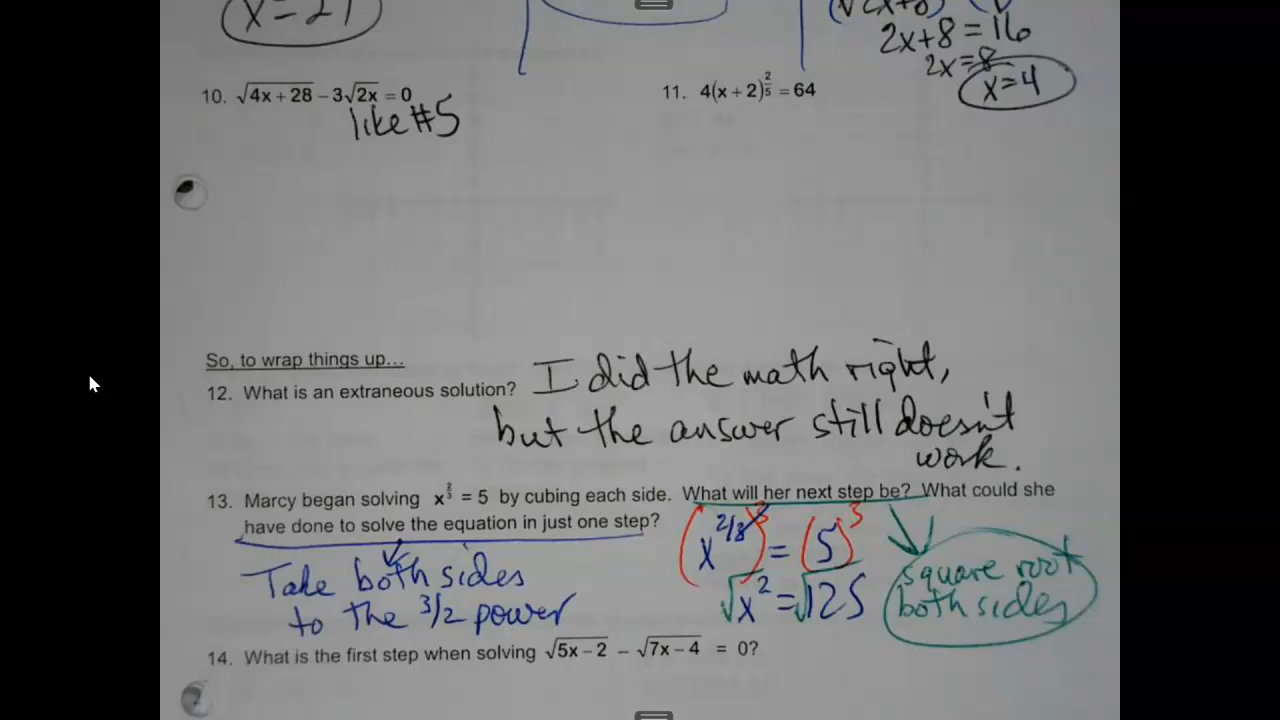 x=21
(√2x+8) (
2x+8=16
2x=8
x=4
10. √4x + 28 – 3√2x = 0
like #5
11. 4(x + 2)^2/5 = 64
So, to wrap things up…
12. What is an extraneous solution? I did the math right,
but the answer still doesn't
work.
13. Marcy began solving x^2/3 = 5 by cubing each side. What will her next step be? What could she
have done to solve the equation in just one step?
(x^2/3)^3 = (5)^3
Take both sides
to the 3/2 power
√x² = √125
square root
both sides
14. What is the first step when solving √5x – 2 – √7x – 4 = 0?